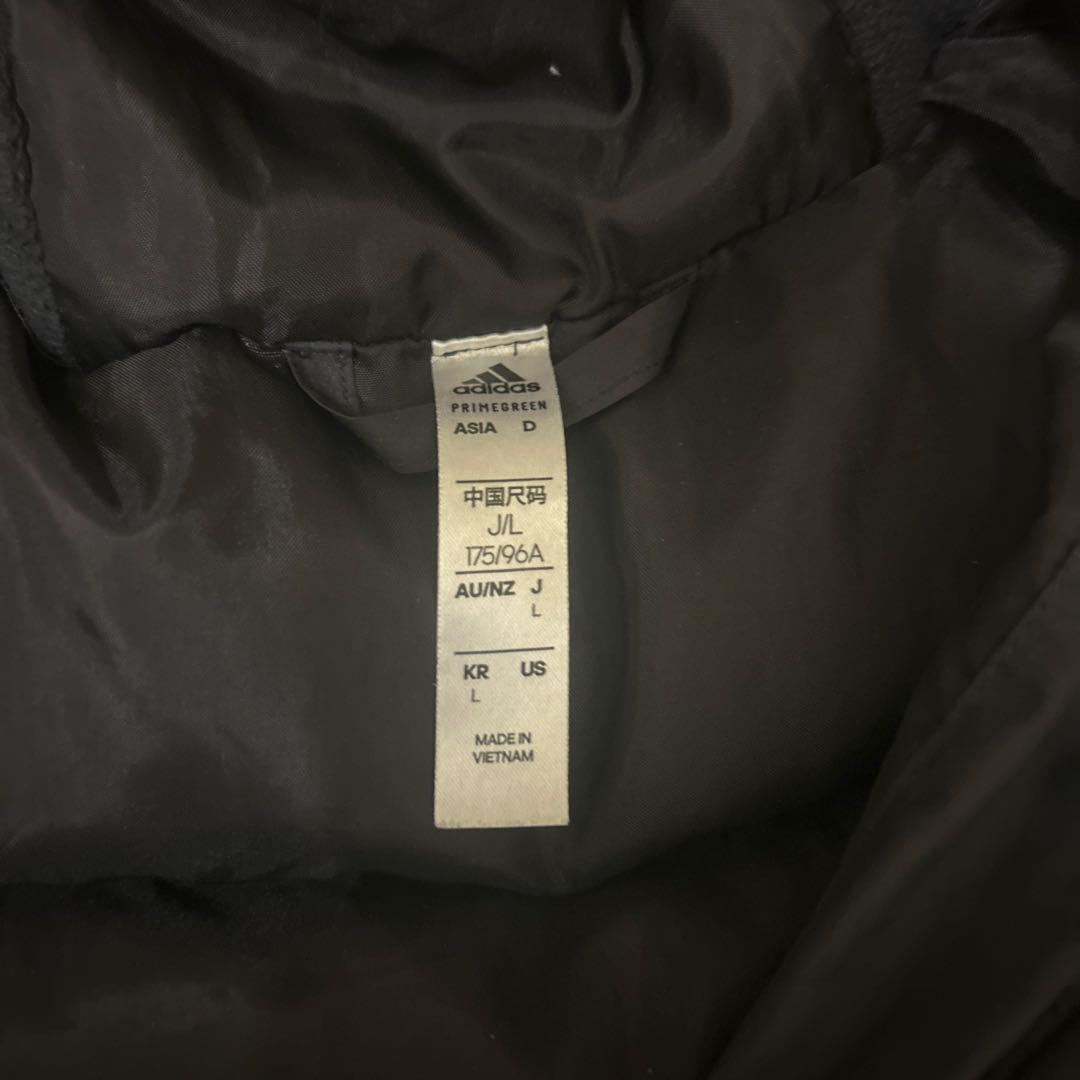 adidas
PRIMEGREEN
ASIA D
中国尺码
J/L
175/96A
AU/NZ J
L
KR US
L
MADE IN
VIETNAM